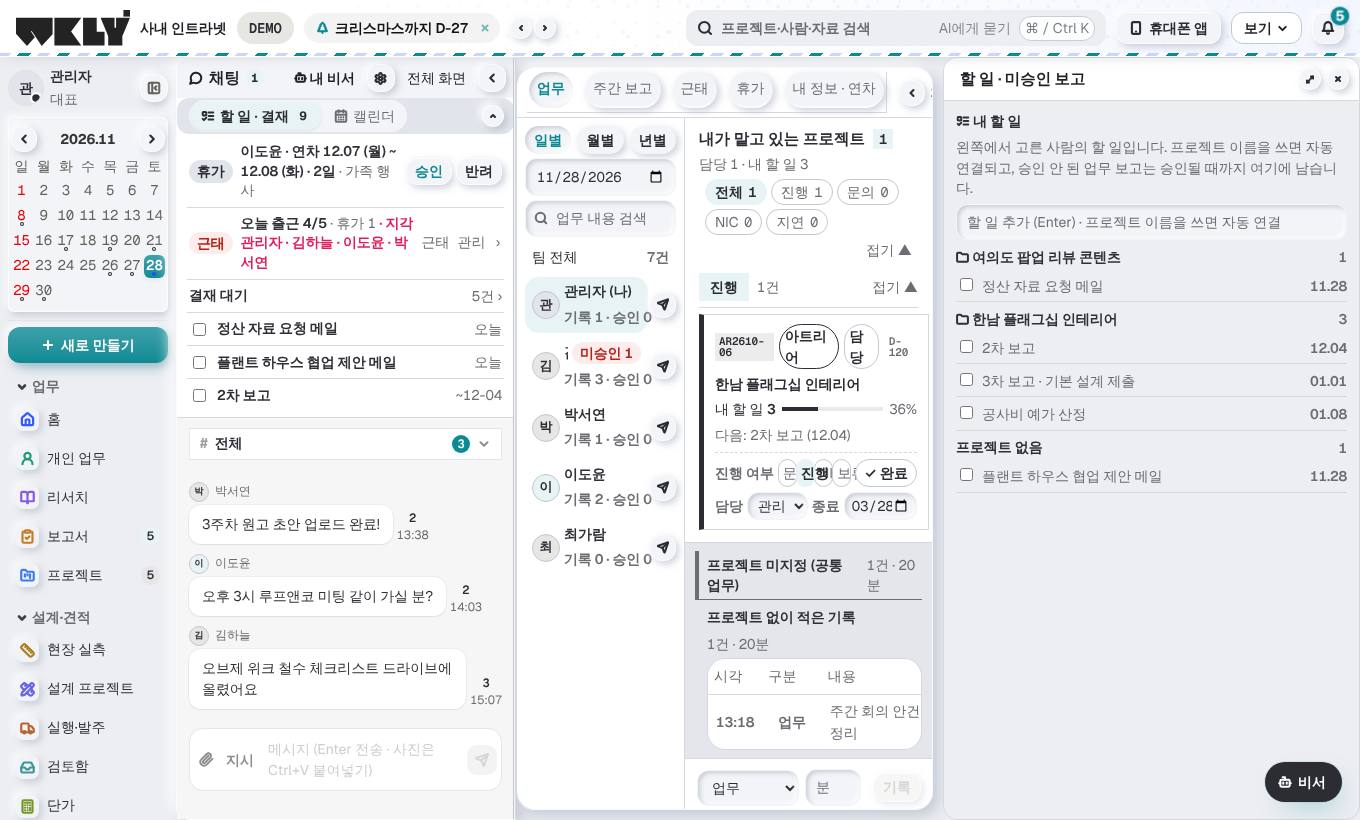 WKLY
사내 인트라넷
DEMO
크리스마스까지 D-27 ×
프로젝트·사람·자료 검색
AI에게 묻기
⌘ / Ctrl K
휴대폰 앱
보기
5
관
관리자
대표
2026.11
일 월 화 수 목 금 토
1 2 3 4 5 6 7
8 9 10 11 12 13 14
15 16 17 18 19 20 21
22 23 24 25 26 27 28
29 30
+ 새로 만들기
업무
홈
개인 업무
리서치
보고서 5
프로젝트 5
설계·견적
현장 실측
설계 프로젝트
실행·발주
검토함
단가
채팅 1
내 비서
전체 화면
할 일 · 결재 9
캘린더
휴가
이도윤 · 연차 12.07 (월) ~
12.08 (화) · 2일 · 가족 행
사
승인
반려
근태
오늘 출근 4/5 · 휴가 1 · 지각
관리자 · 김하늘 · 이도윤 · 박
서연
근태 관리 ›
결재 대기
5건 ›
정산 자료 요청 메일
오늘
플랜트 하우스 협업 제안 메일
오늘
2차 보고
~12-04
# 전체
3
박 박서연
3주차 원고 초안 업로드 완료!
2
13:38
이 이도윤
오후 3시 루프앤코 미팅 같이 가실 분?
2
14:03
김 김하늘
오브제 위크 철수 체크리스트 드라이브에
올렸어요
3
15:07
지시
메시지 (Enter 전송 · 사진은
Ctrl+V 붙여넣기)
업무
주간 보고
근태
휴가
내 정보 · 연차
일별
월별
년별
11/28/2026
업무 내용 검색
팀 전체
7건
관
관리자 (나)
기록 1 · 승인 0
김
미승인 1
기록 3 · 승인 0
박
박서연
기록 1 · 승인 0
이
이도윤
기록 2 · 승인 0
최
최가람
기록 0 · 승인 0
내가 맡고 있는 프로젝트 1
담당 1 · 내 할 일 3
전체 1
진행 1
문의 0
NIC 0
지연 0
접기 ▲
진행
1건
접기 ▲
AR2610-
06
아트리
어
담
당
D-
120
한남 플래그십 인테리어
내 할 일 3
36%
다음: 2차 보고 (12.04)
진행 여부
문
진행
보류
✓ 완료
담당
관리
종료
03/28
프로젝트 미지정 (공통
업무)
1건 · 20
분
프로젝트 없이 적은 기록
1건 · 20분
시각 구분 내용
13:18 업무
주간 회의 안건
정리
업무
분
기록
할 일 · 미승인 보고
내 할 일
왼쪽에서 고른 사람의 할 일입니다. 프로젝트 이름을 쓰면 자동
연결되고, 승인 안 된 업무 보고는 승인될 때까지 여기에 남습니
다.
할 일 추가 (Enter) · 프로젝트 이름을 쓰면 자동 연결
여의도 팝업 리뷰 콘텐츠
1
정산 자료 요청 메일
11.28
한남 플래그십 인테리어
3
2차 보고
12.04
3차 보고 · 기본 설계 제출
01.01
공사비 예가 산정
01.08
프로젝트 없음
1
플랜트 하우스 협업 제안 메일
11.28
비서